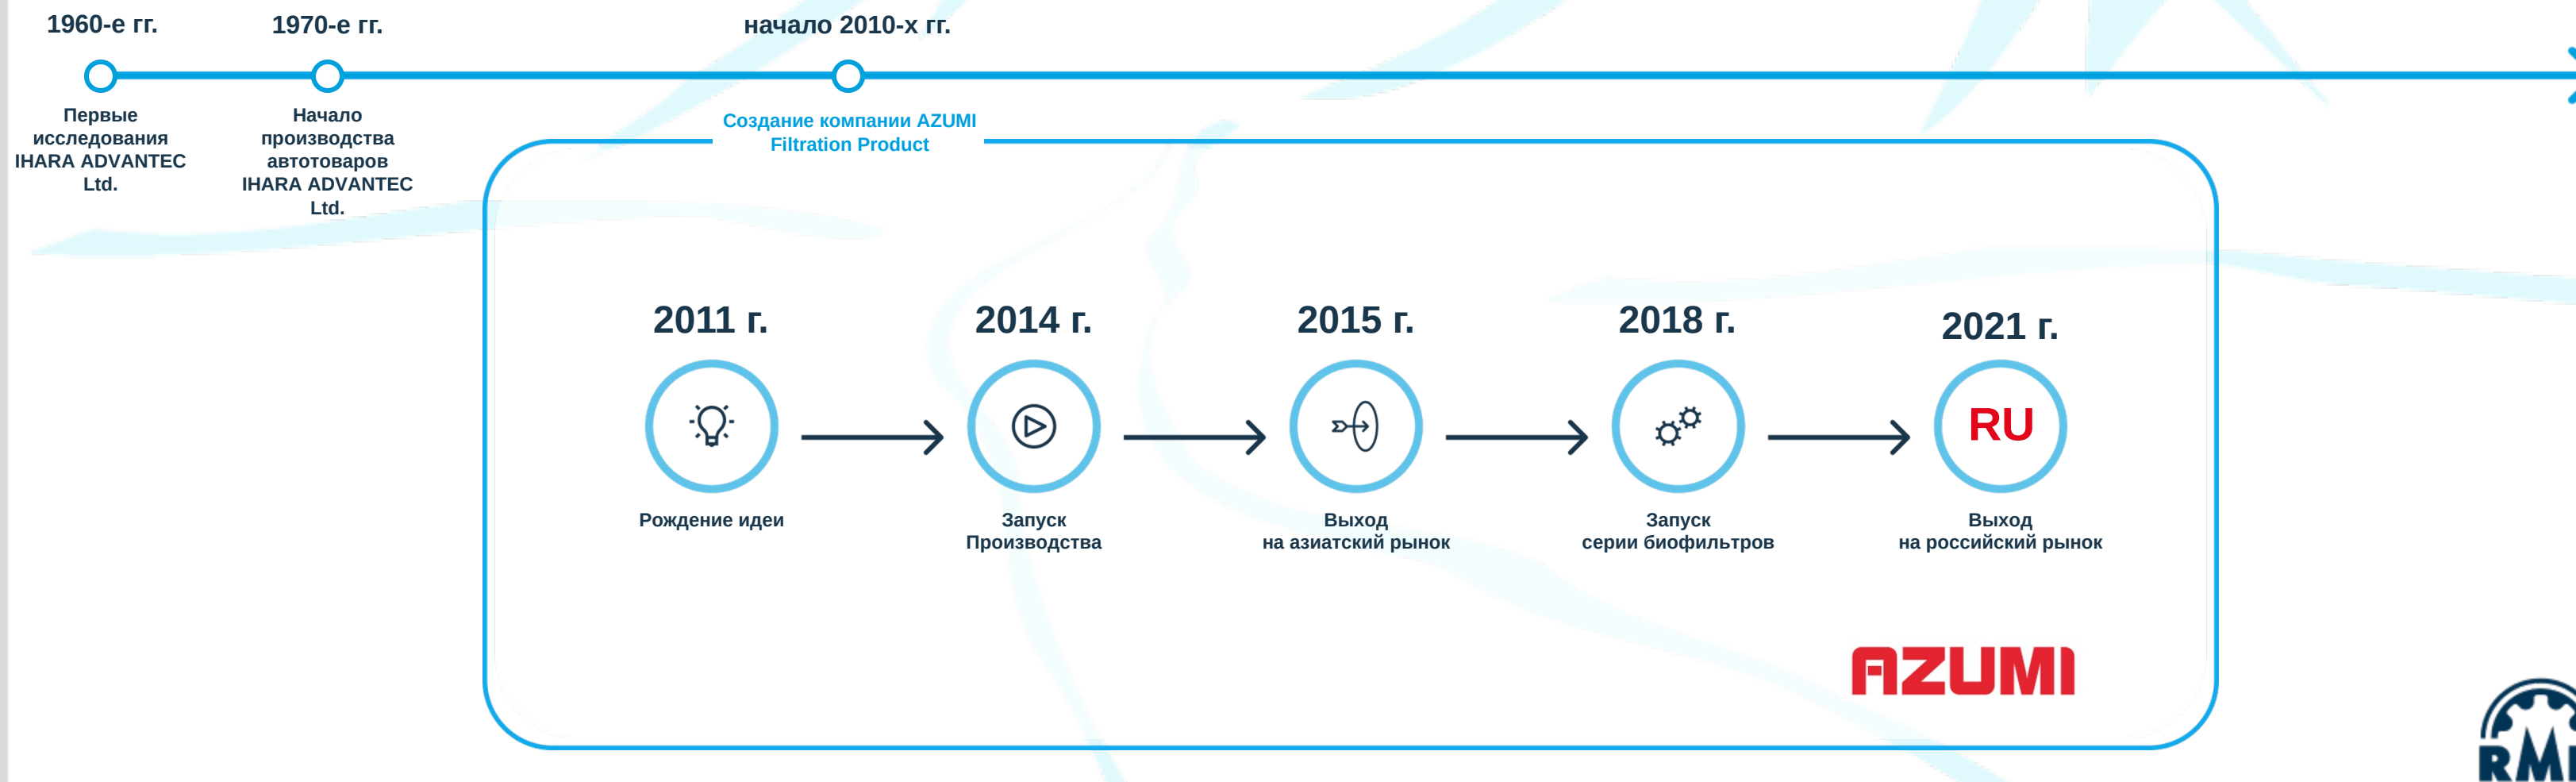 1960-е гг.
1970-е гг.
начало 2010-х гг.
Первые
исследования
IHARA ADVANTEC
Ltd.
Начало
производства
автотоваров
IHARA ADVANTEC
Ltd.
Создание компании AZUMI
Filtration Product
2011 г.
2014 г.
2015 г.
2018 г.
2021 г.
RU
Рождение идеи
Запуск
Производства
Выход
на азиатский рынок
Запуск
серии биофильтров
Выход
на российский рынок
AZUMI